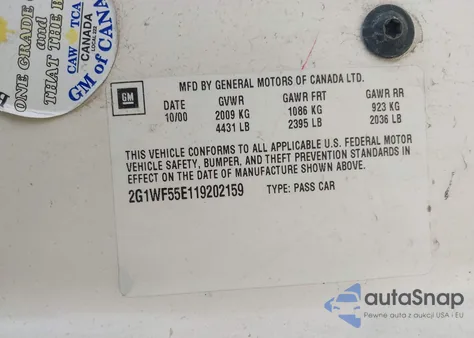 ONE GRADE
and
THAT THE B
CAW TCA
CANADA
LOCAL 222
GM of CANA
GM
MFD BY GENERAL MOTORS OF CANADA LTD.
DATE GVWR GAWR FRT GAWR RR
10/00 2009 KG 1086 KG 923 KG
4431 LB 2395 LB 2036 LB
THIS VEHICLE CONFORMS TO ALL APPLICABLE U.S. FEDERAL MOTOR
VEHICLE SAFETY, BUMPER, AND THEFT PREVENTION STANDARDS IN
EFFECT ON THE DATE OF MANUFACTURE SHOWN ABOVE.
2G1WF55E119202159 TYPE: PASS CAR
autoSnap
Pewne auta z aukcji USA - EU